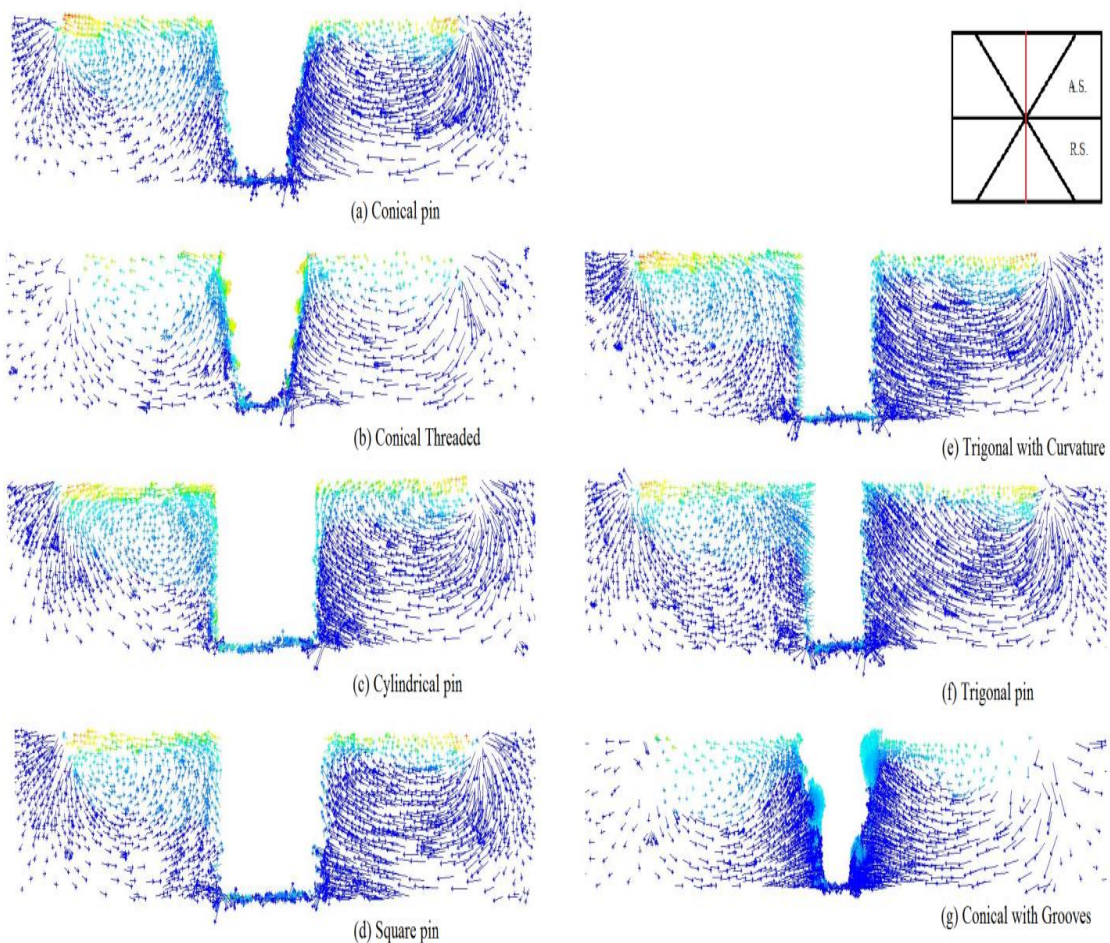 A.S.
R.S.
(a) Conical pin
(b) Conical Threaded
(c) Cylindrical pin
(d) Square pin
(e) Trigonal with Curvature
(f) Trigonal pin
(g) Conical with Grooves